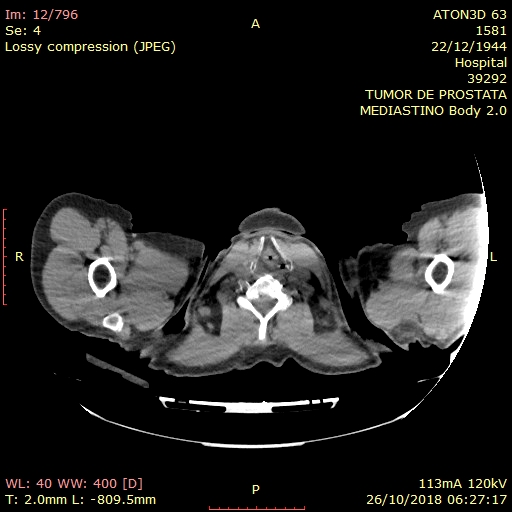 Im: 12/796
Se: 4
Lossy compression (JPEG)
A
ATON3D 63
1581
22/12/1944
Hospital
39292
TUMOR DE PROSTATA
MEDIASTINO Body 2.0
R
L
WL: 40 WW: 400 [D]
T: 2.0mm L: -809.5mm
P
113mA 120kV
26/10/2018 06:27:17